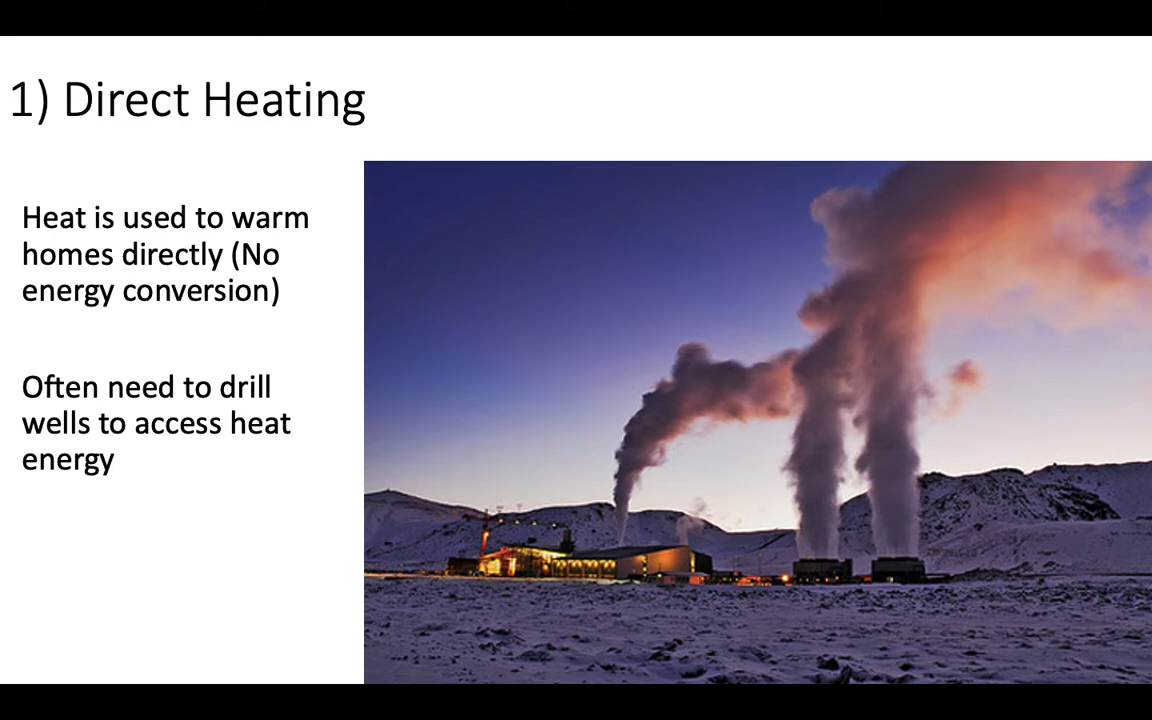 1) Direct Heating
Heat is used to warm
homes directly (No
energy conversion)
Often need to drill
wells to access heat
energy